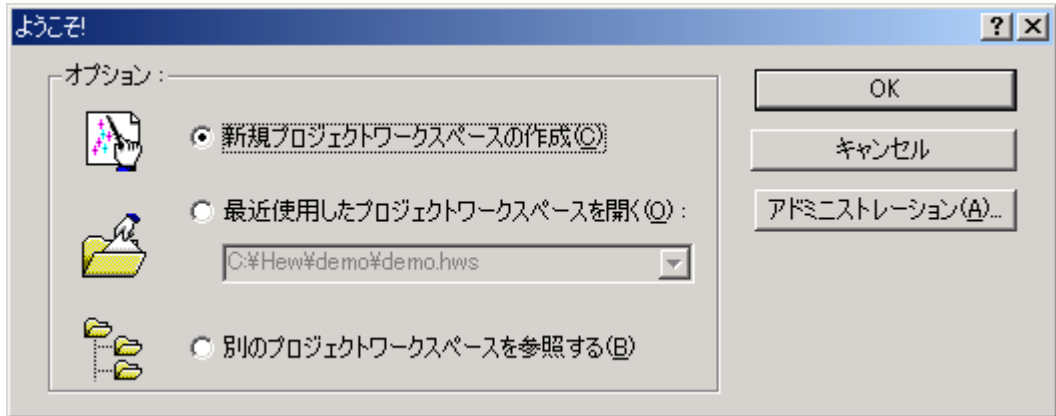 ようこそ!
オプション:
新規プロジェクトワークスペースの作成(C)
最近使用したプロジェクトワークスペースを開く(O):
C:¥Hew¥demo¥demo.hws
別のプロジェクトワークスペースを参照する(B)
OK
キャンセル
アドミニストレーション(A)...